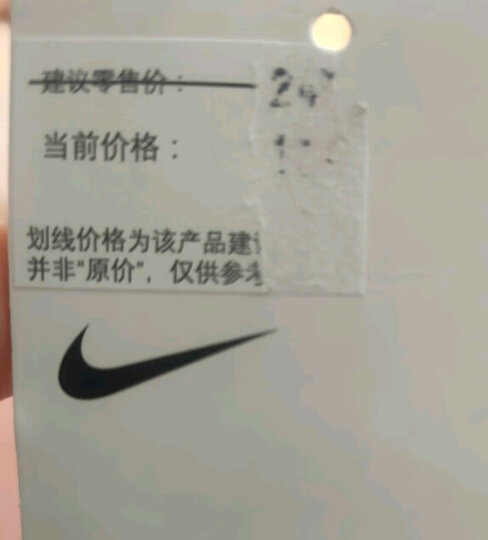 建议零售价：
当前价格：
划线价格为该产品建
并非"原价"，仅供参考